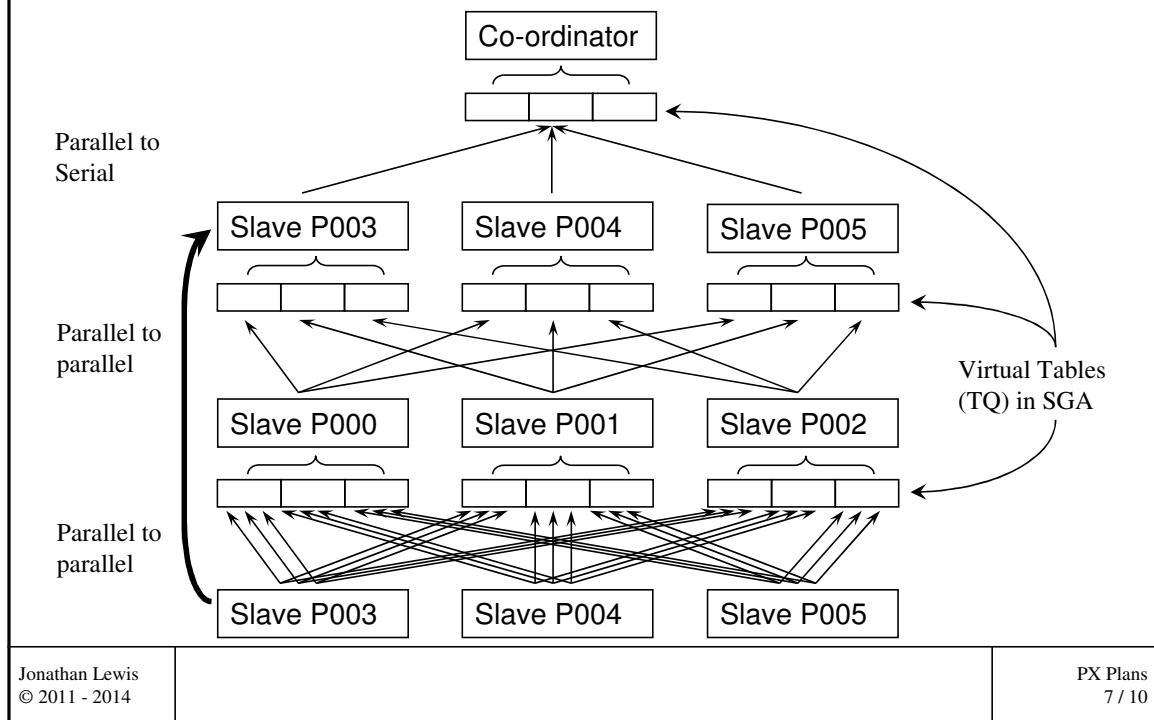 Co-ordinator
Parallel to
Serial
Slave P003
Slave P004
Slave P005
Parallel to
parallel
Virtual Tables
(TQ) in SGA
Slave P000
Slave P001
Slave P002
Parallel to
parallel
Slave P003
Slave P004
Slave P005
Jonathan Lewis
© 2011 - 2014
PX Plans
7 / 10